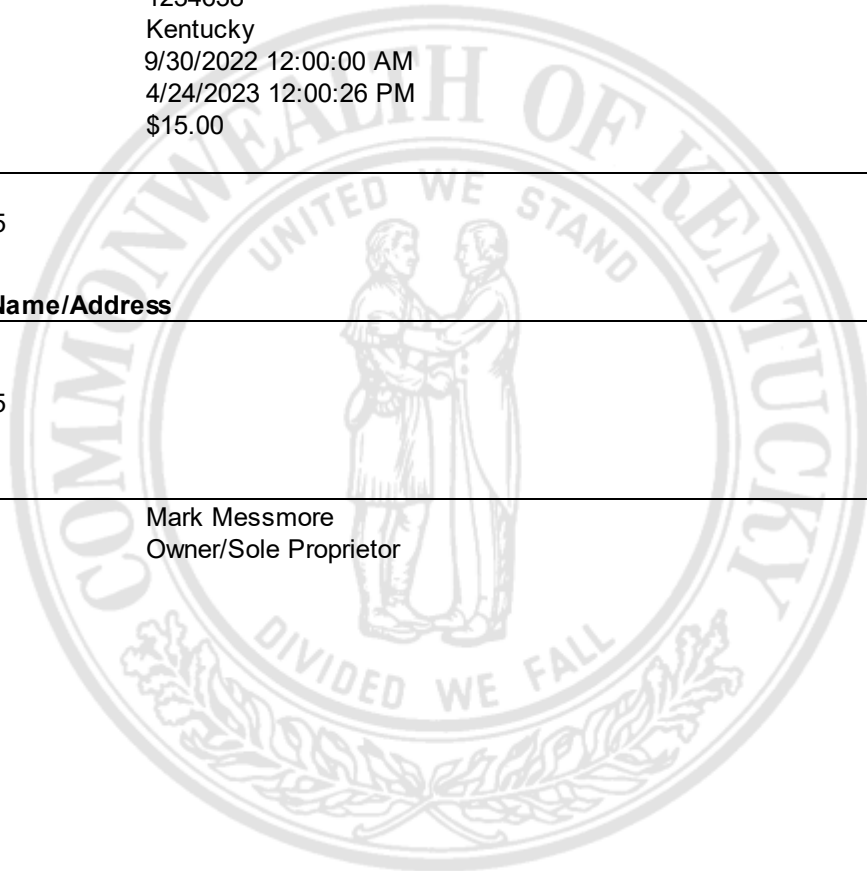 Kentucky
9/30/2022 12:00:00 AM
4/24/2023 12:00:26 PM
$15.00
5
Name/Address
5
Mark Messmore
Owner/Sole Proprietor
COMMONWEALTH OF KENTUCKY
UNITED WE STAND
DIVIDED WE FALL